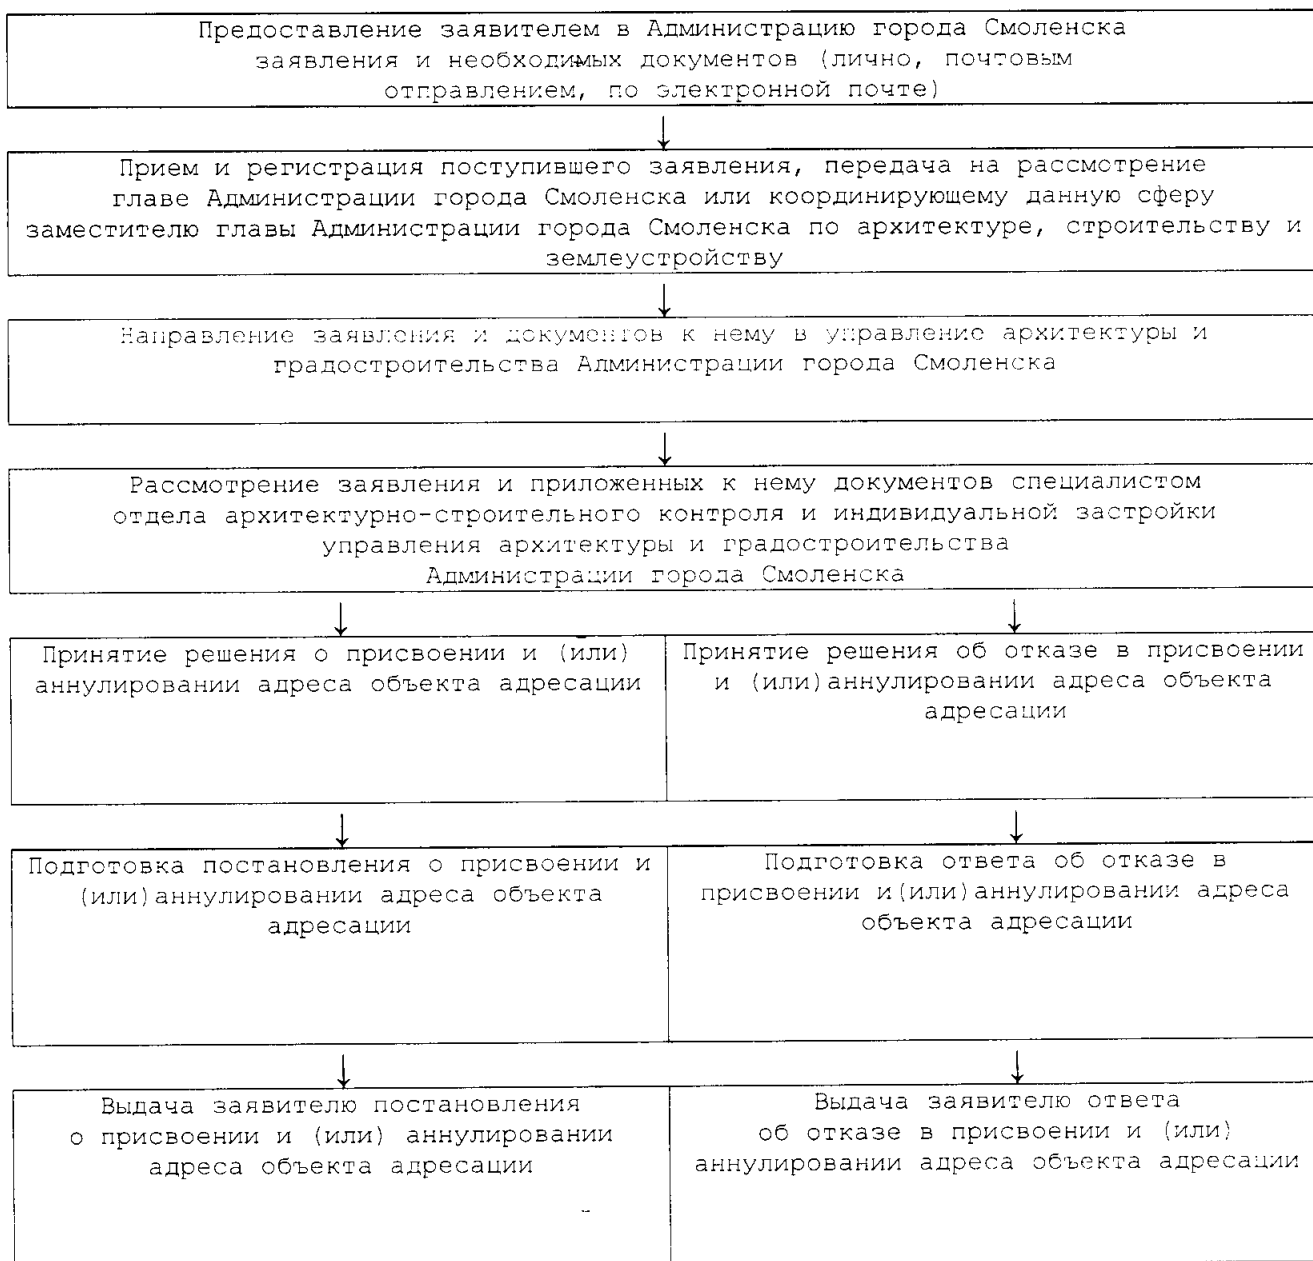 Предоставление заявителем в Администрацию города Смоленска
заявления и необходимых документов (лично, почтовым
отправлением, по электронной почте)
Прием и регистрация поступившего заявления, передача на рассмотрение
главе Администрации города Смоленска или координирующему данную сферу
заместителю главы Администрации города Смоленска по архитектуре, строительству и
землеустройству
Направление заявления и документов к нему в управление архитектуры и
градостроительства Администрации города Смоленска
Рассмотрение заявления и приложенных к нему документов специалистом
отдела архитектурно-строительного контроля и индивидуальной застройки
управления архитектуры и градостроительства
Администрации города Смоленска
Принятие решения о присвоении и (или)
аннулировании адреса объекта адресации
Принятие решения об отказе в присвоении
и (или)аннулировании адреса объекта
адресации
Подготовка постановления о присвоении и
(или)аннулировании адреса объекта
адресации
Подготовка ответа об отказе в
присвоении и(или)аннулировании адреса
объекта адресации
Выдача заявителю постановления
о присвоении и (или) аннулировании
адреса объекта адресации
Выдача заявителю ответа
об отказе в присвоении и (или)
аннулировании адреса объекта адресации